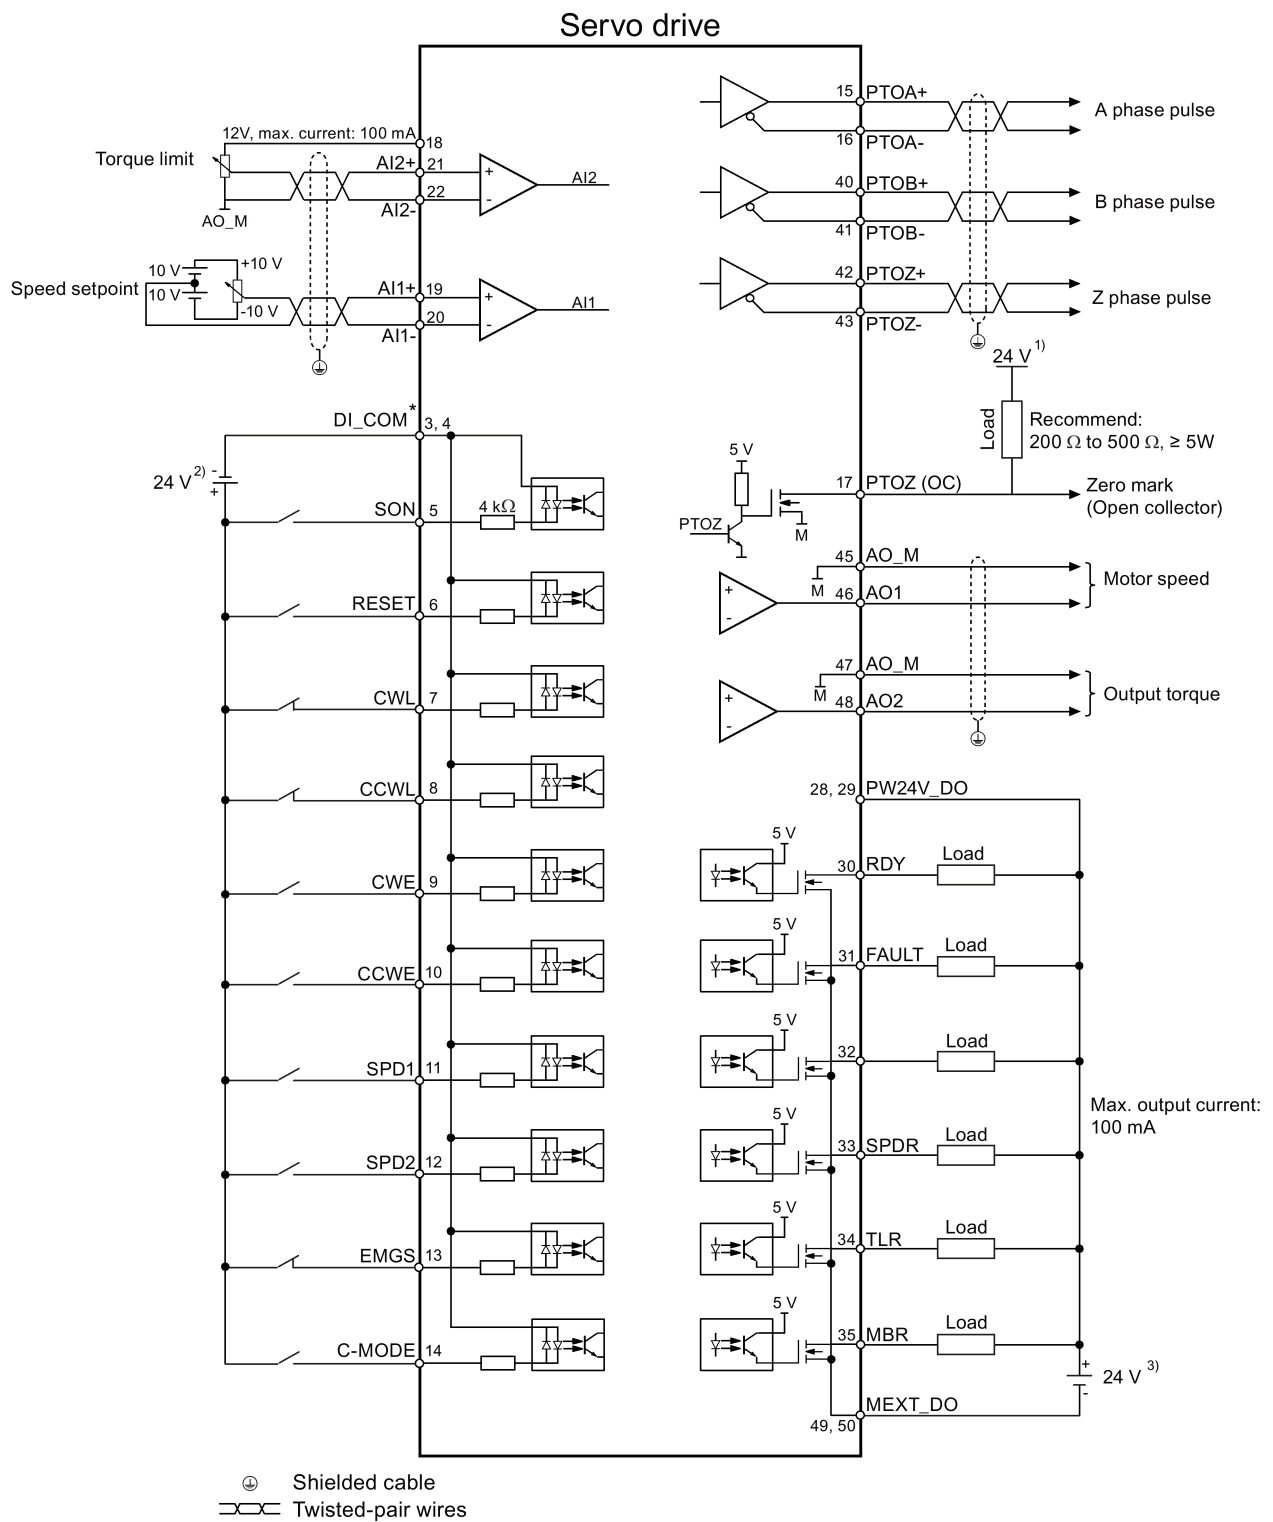 Servo drive
12V, max. current: 100 mA
18
Torque limit
AI2+
21
22
AI2-
AO_M
+
-
AI2
10 V
+10 V
Speed setpoint
10 V
-10 V
AI1+
19
20
AI1-
+
-
AI1
DI_COM*
3, 4
24 V 2)
-
+
SON
5
4 kΩ
RESET
6
CWL
7
CCWL
8
CWE
9
CCWE
10
SPD1
11
SPD2
12
EMGS
13
C-MODE
14
15
PTOA+
16
PTOA-
A phase pulse
40
PTOB+
41
PTOB-
B phase pulse
42
PTOZ+
43
PTOZ-
Z phase pulse
24 V 1)
Load
Recommend:
200 Ω to 500 Ω, ≥ 5W
5 V
PTOZ
M
17
PTOZ (OC)
Zero mark
(Open collector)
45
AO_M
M
+
-
46
AO1
Motor speed
47
AO_M
M
+
-
48
AO2
Output torque
28, 29
PW24V_DO
5 V
30
RDY
Load
5 V
31
FAULT
Load
5 V
32
Load
Max. output current:
100 mA
5 V
33
SPDR
Load
5 V
34
TLR
Load
5 V
35
MBR
Load
+
24 V 3)
-
MEXT_DO
49, 50
Shielded cable
Twisted-pair wires